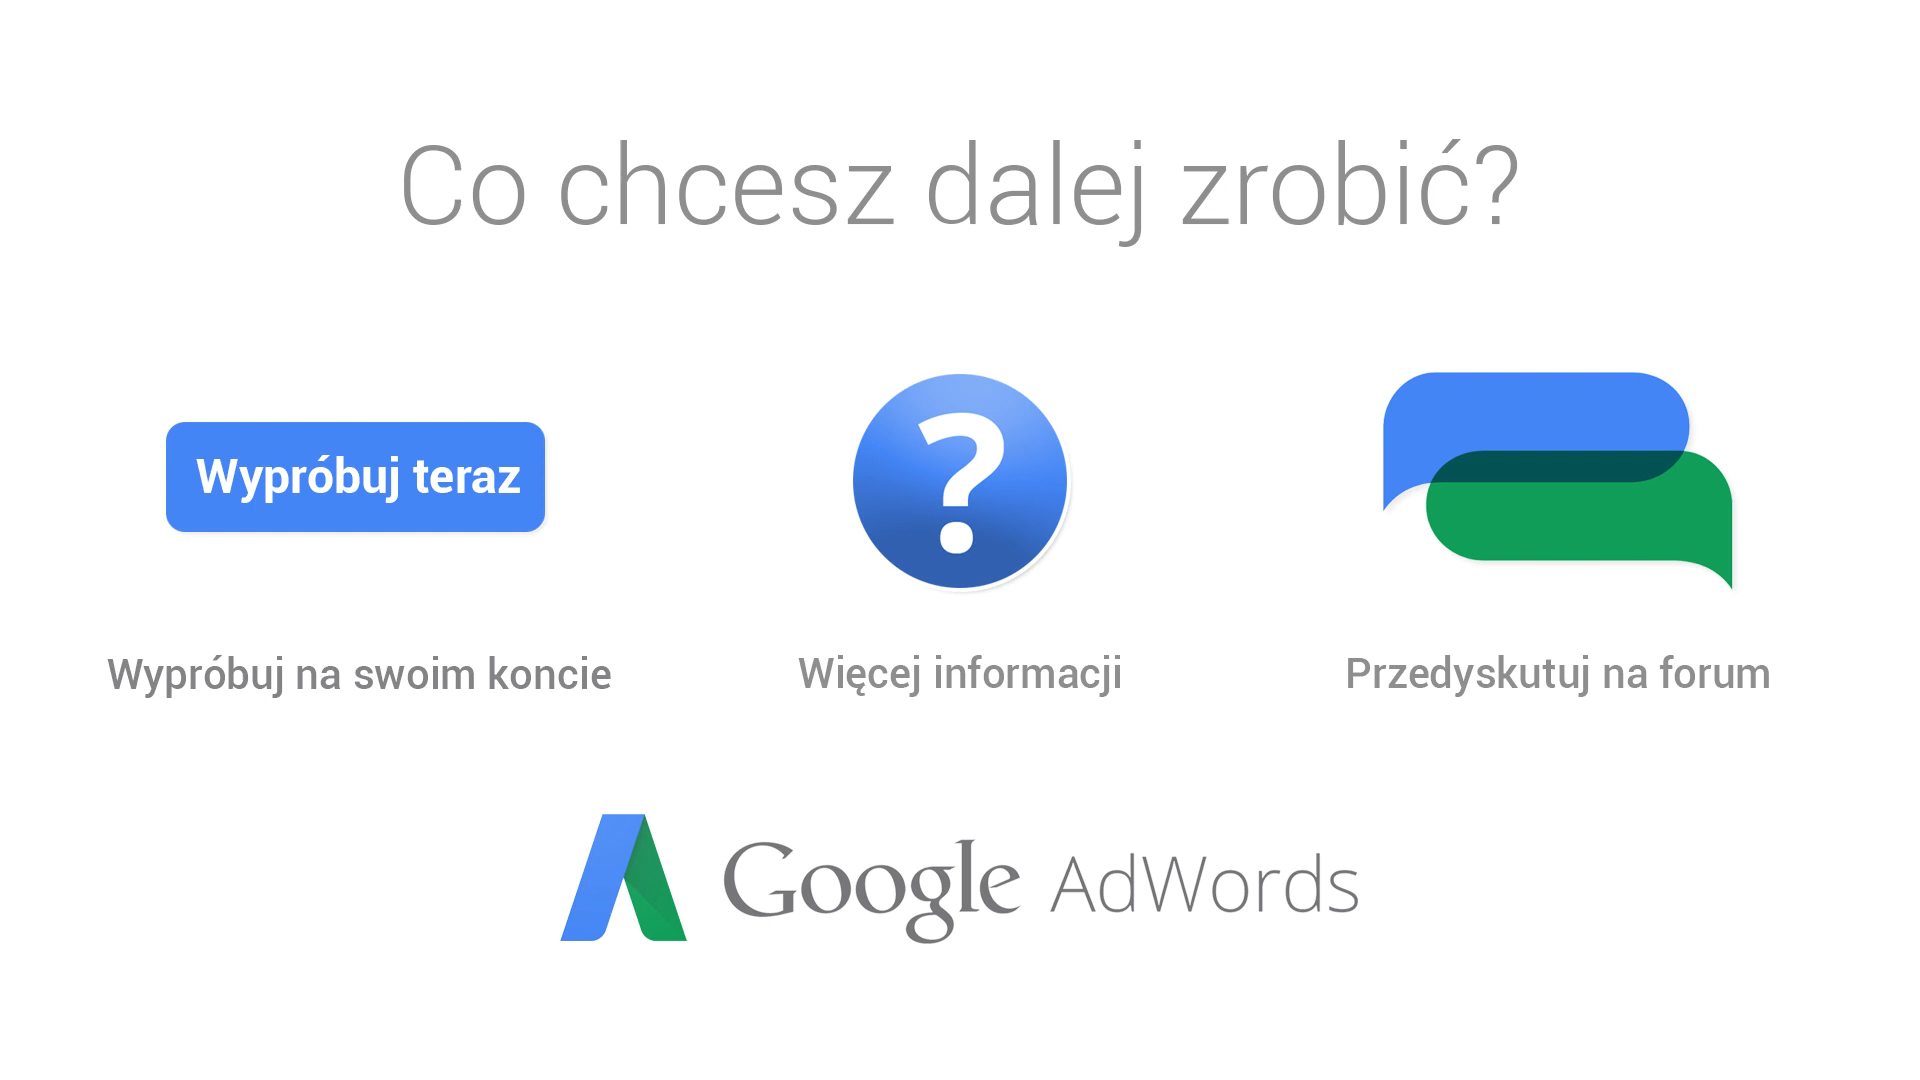 Co chcesz dalej zrobić?
Wypróbuj teraz
?
Wypróbuj na swoim koncie
Więcej informacji
Przedyskutuj na forum
Google AdWords